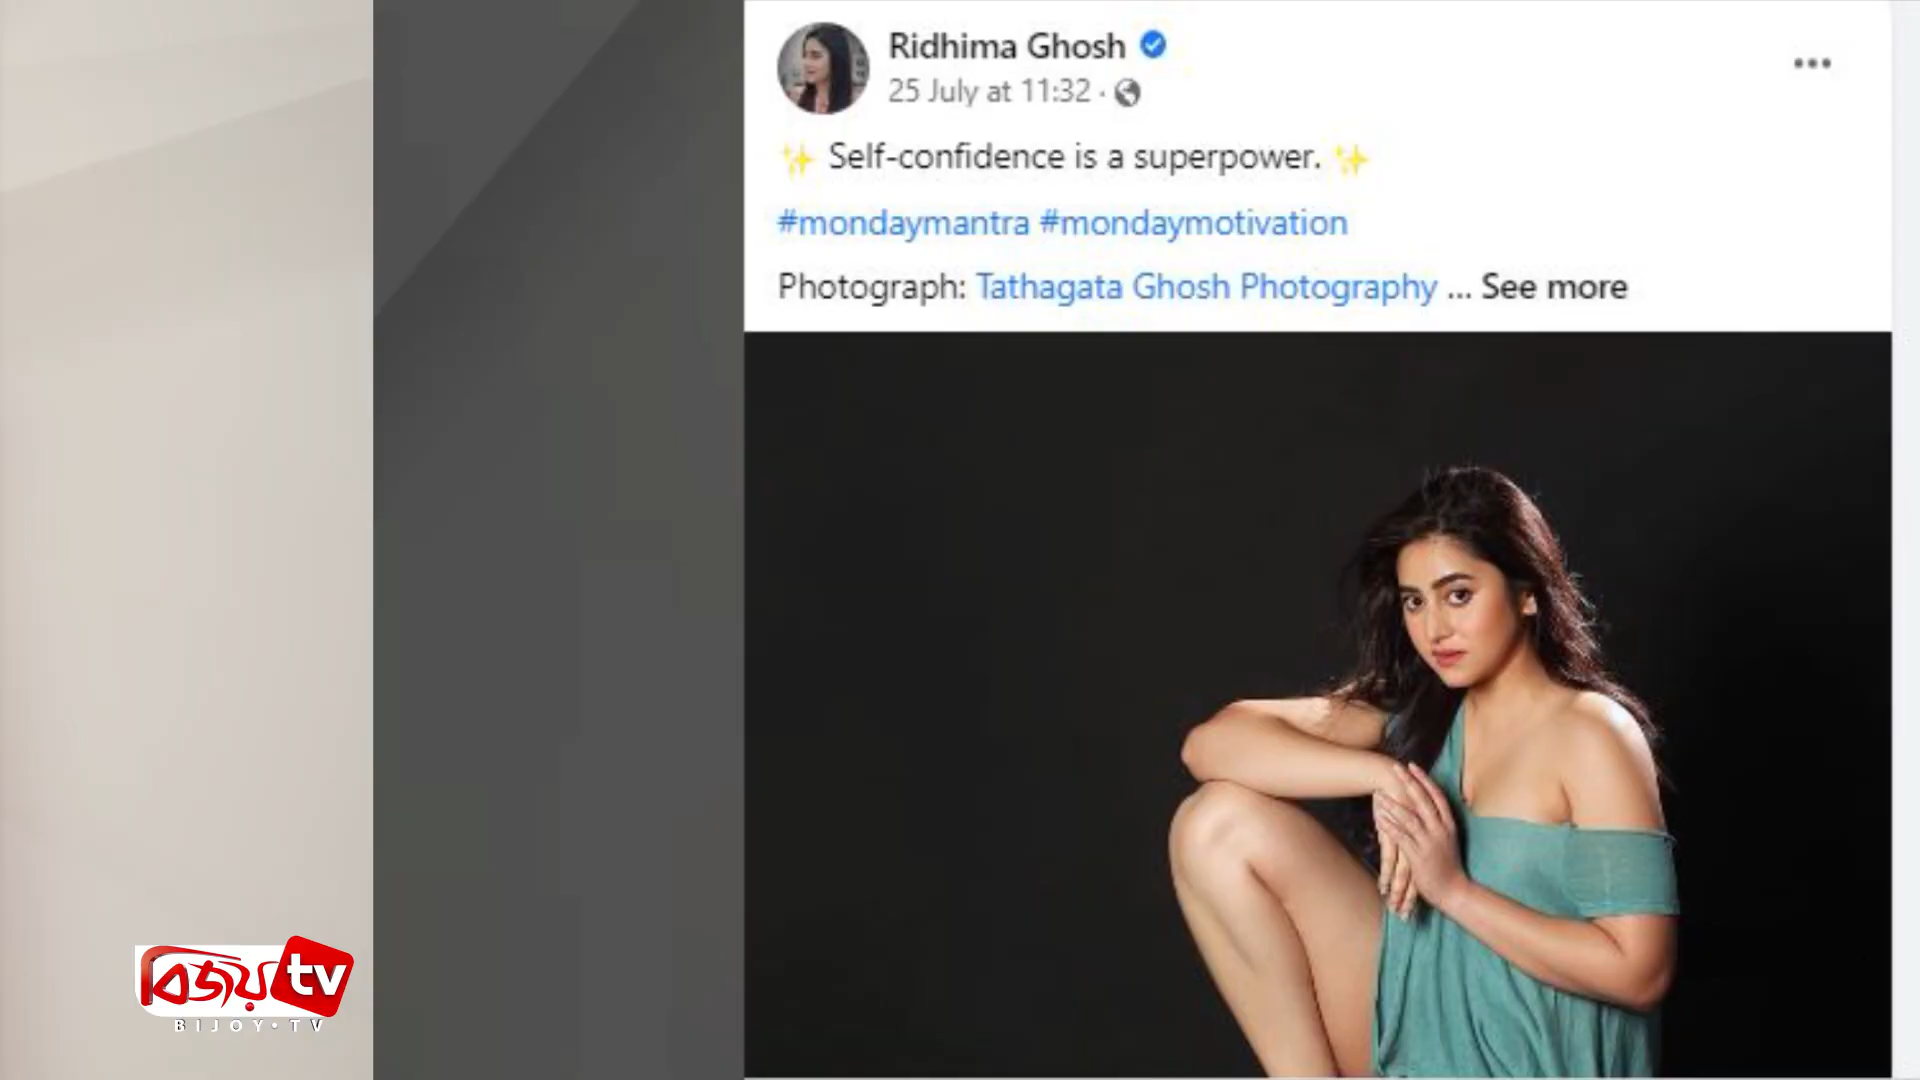 Ridhima Ghosh
25 July at 11:32 ·
✨ Self-confidence is a superpower. ✨
#mondaymantra #mondaymotivation
Photograph: Tathagata Ghosh Photography ... See more
বিজয় tv
BIJOY • TV